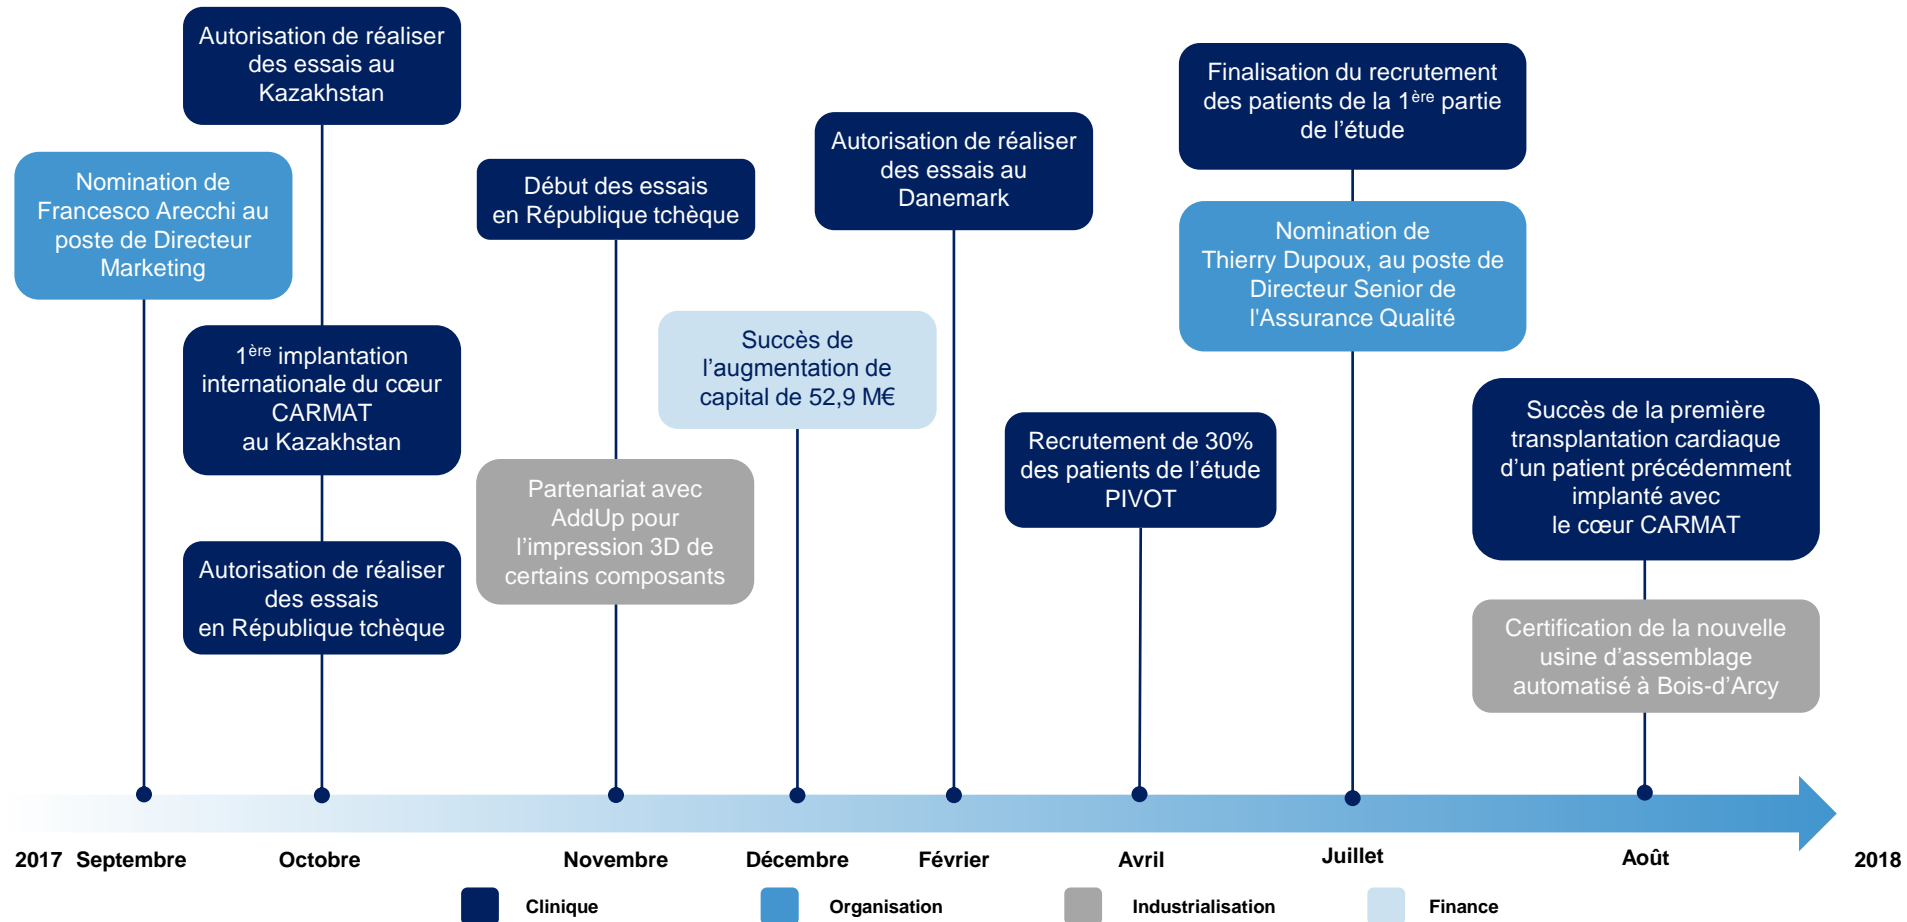 Autorisation de réaliser
des essais au
Kazakhstan
Nomination de
Francesco Arecchi au
poste de Directeur
Marketing
1ère implantation
internationale du cœur
CARMAT
au Kazakhstan
Autorisation de réaliser
des essais
en République tchèque
Début des essais
en République tchèque
Partenariat avec
AddUp pour
l’impression 3D de
certains composants
Succès de
l’augmentation de
capital de 52,9 M€
Autorisation de réaliser
des essais au
Danemark
Recrutement de 30%
des patients de l’étude
PIVOT
Finalisation du recrutement
des patients de la 1ère partie
de l’étude
Nomination de
Thierry Dupoux, au poste de
Directeur Senior de
l'Assurance Qualité
Succès de la première
transplantation cardiaque
d’un patient précédemment
implanté avec
le cœur CARMAT
Certification de la nouvelle
usine d’assemblage
automatisé à Bois-d’Arcy
2017 Septembre Octobre Novembre Décembre Février Avril Juillet Août 2018
Clinique Organisation Industrialisation Finance